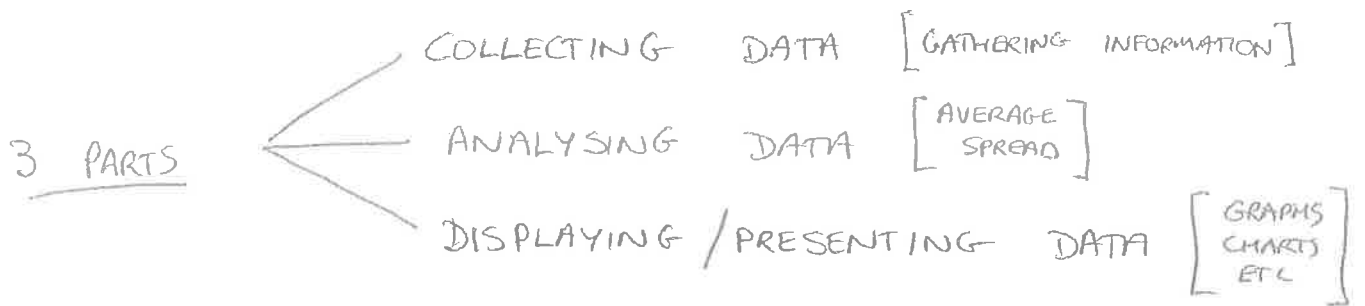 COLLECTING DATA [GATHERING INFORMATION]
3 PARTS
ANALYSING DATA [AVERAGE
SPREAD]
DISPLAYING / PRESENTING DATA [GRAPHS
CHARTS
ETC]